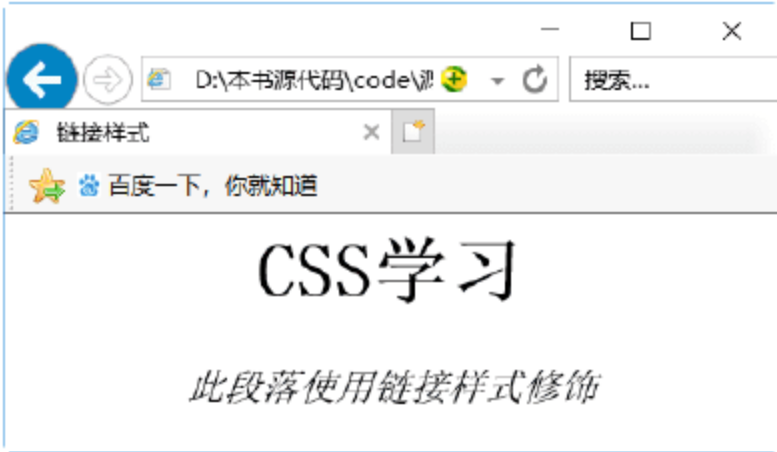 D:\本书源代码\code\源
搜索...
链接样式
百度一下，你就知道
CSS学习
此段落使用链接样式修饰